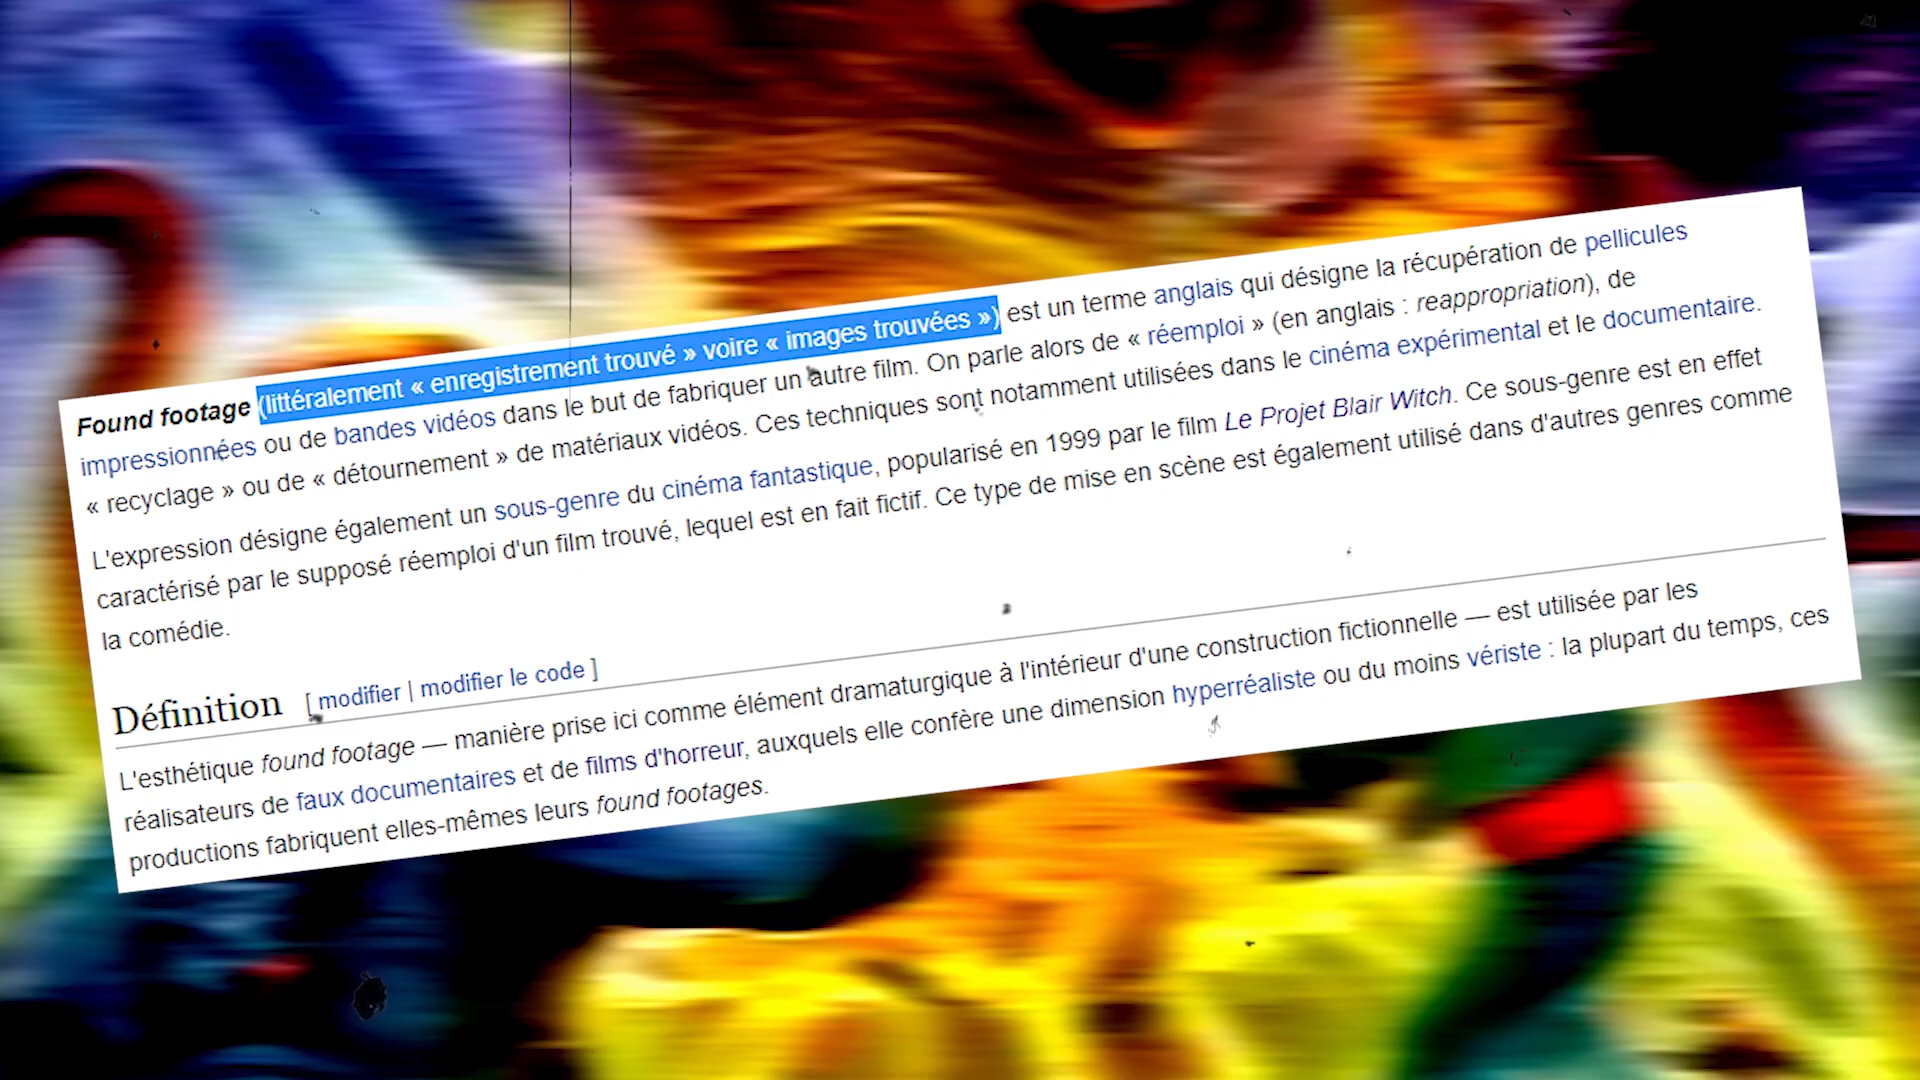 Found footage (littéralement « enregistrement trouvé » voire « images trouvées ») est un terme anglais qui désigne la récupération de pellicules
impressionnées ou de bandes vidéos dans le but de fabriquer un autre film. On parle alors de « réemploi » (en anglais : reappropriation), de
« recyclage » ou de « détournement » de matériaux vidéos. Ces techniques sont notamment utilisées dans le cinéma expérimental et le documentaire.
L'expression désigne également un sous-genre du cinéma fantastique, popularisé en 1999 par le film Le Projet Blair Witch. Ce sous-genre est en effet
caractérisé par le supposé réemploi d'un film trouvé, lequel est en fait fictif. Ce type de mise en scène est également utilisé dans d'autres genres comme
la comédie.
Définition [ modifier | modifier le code ]
L'esthétique found footage — manière prise ici comme élément dramaturgique à l'intérieur d'une construction fictionnelle — est utilisée par les
réalisateurs de faux documentaires et de films d'horreur, auxquels elle confère une dimension hyperréaliste ou du moins vériste : la plupart du temps, ces
productions fabriquent elles-mêmes leurs found footages.